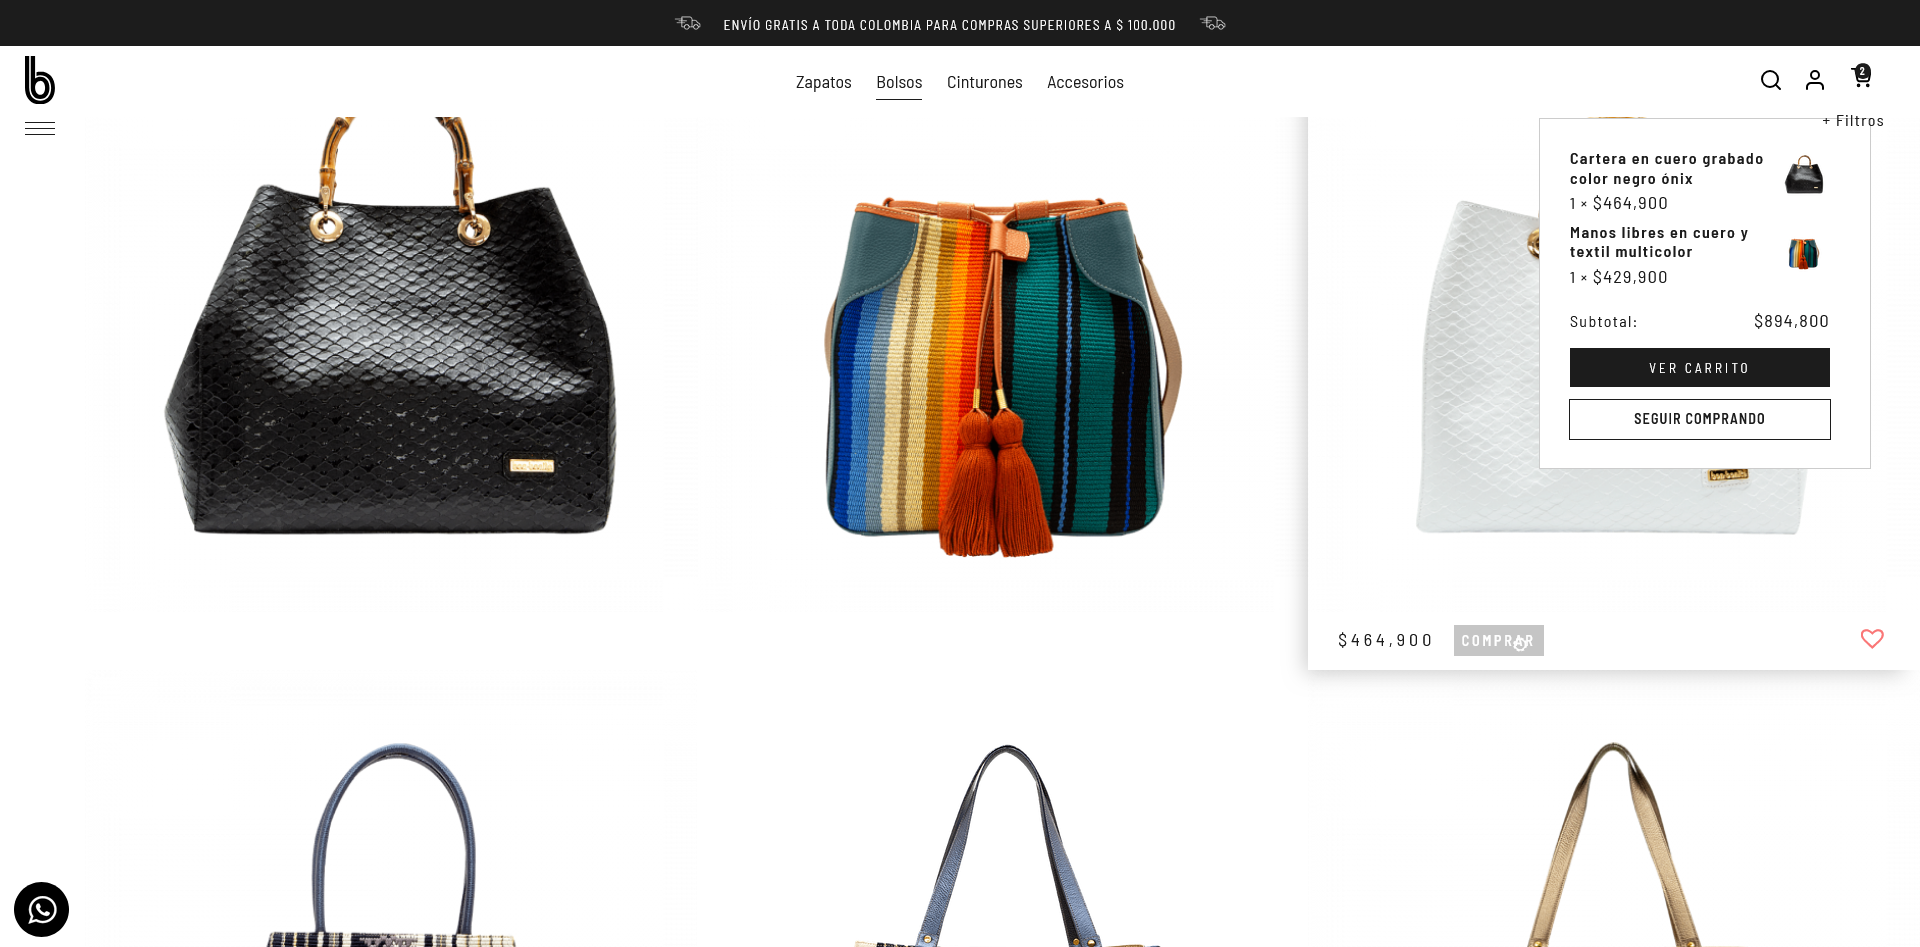 ENVÍO GRATIS A TODA COLOMBIA PARA COMPRAS SUPERIORES A $ 100.000
b
Zapatos
Bolsos
Cinturones
Accesorios
2
+ Filtros
Cartera en cuero grabado
color negro ónix
1 × $464,900
Manos libres en cuero y
textil multicolor
1 × $429,900
Subtotal:
$894,800
VER CARRITO
SEGUIR COMPRANDO
$464,900
COMPRAR